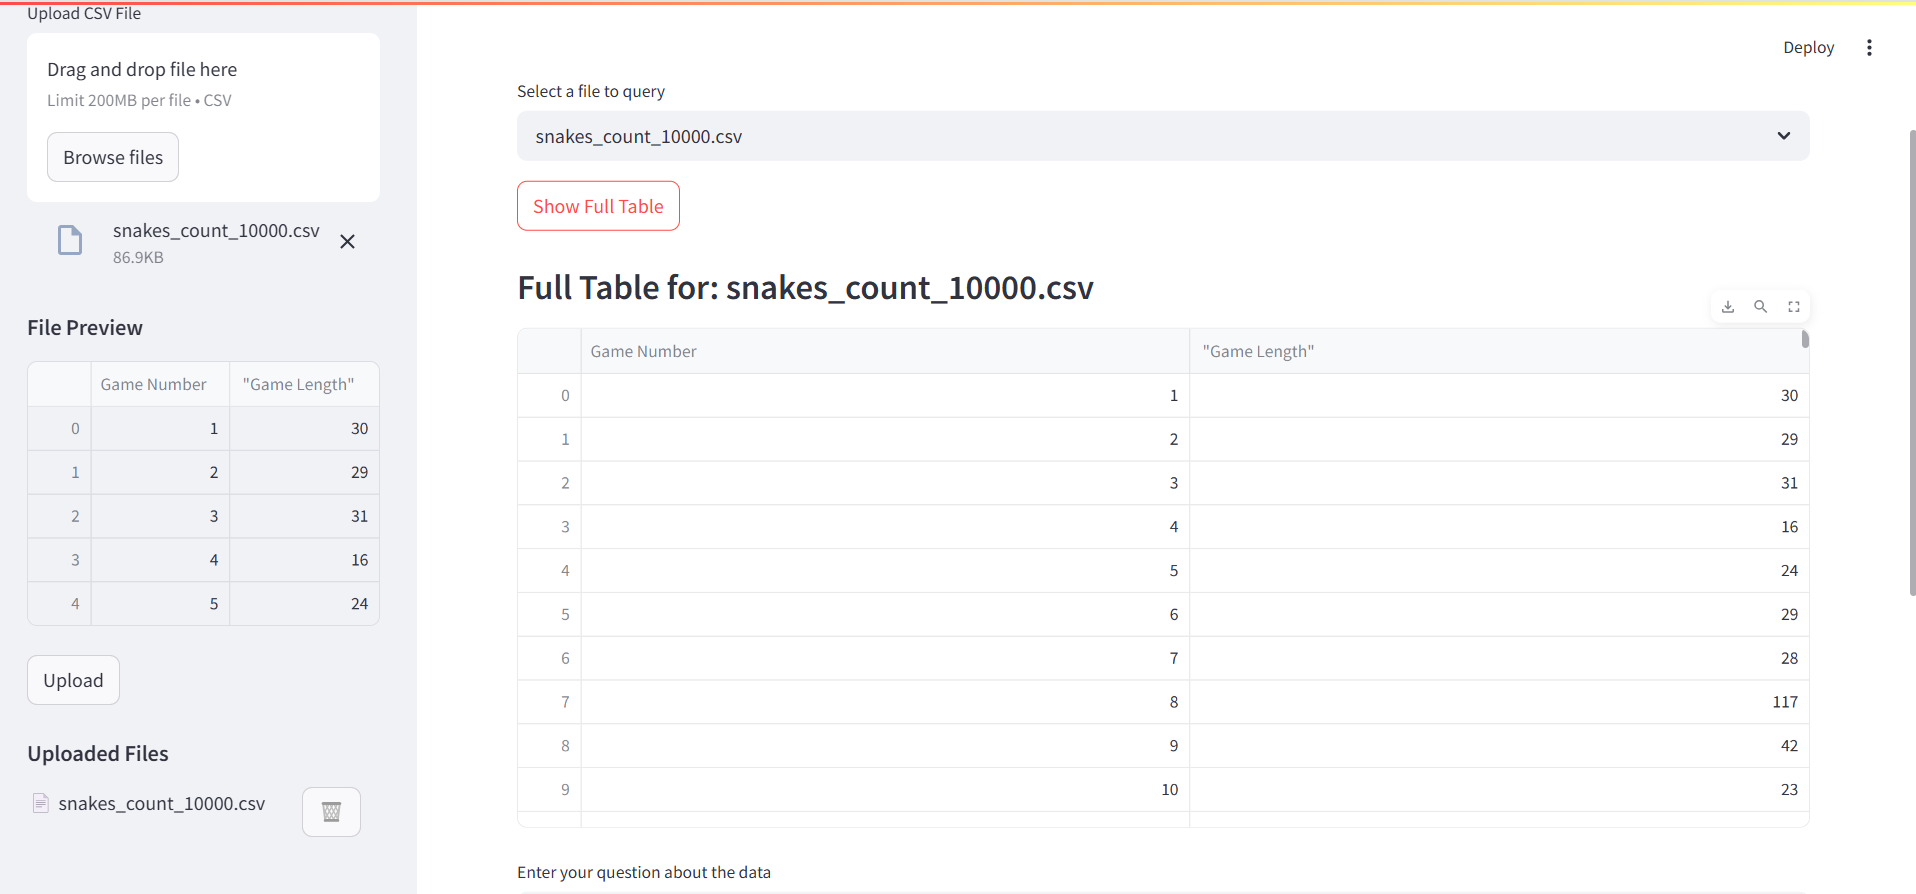 Upload CSV File
Drag and drop file here
Limit 200MB per file • CSV
Browse files
snakes_count_10000.csv
86.9KB
File Preview
Game Number "Game Length"
0 1 30
1 2 29
2 3 31
3 4 16
4 5 24
Upload
Uploaded Files
snakes_count_10000.csv
Deploy
Select a file to query
snakes_count_10000.csv
Show Full Table
Full Table for: snakes_count_10000.csv
Game Number "Game Length"
0 1 30
1 2 29
2 3 31
3 4 16
4 5 24
5 6 29
6 7 28
7 8 117
8 9 42
9 10 23
Enter your question about the data